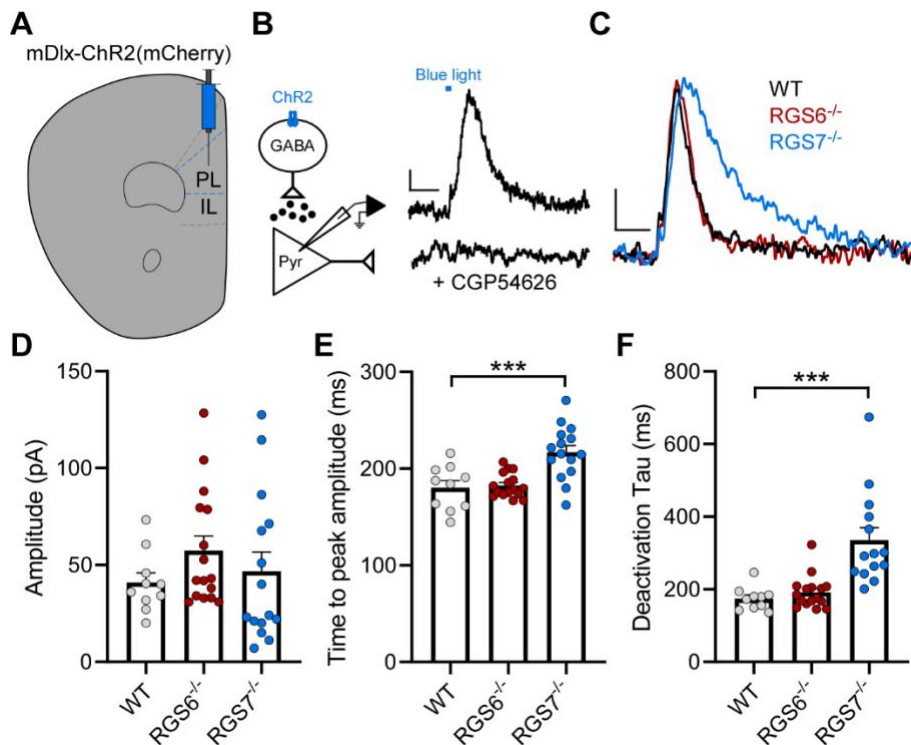 A
mDlx-ChR2(mCherry)
PL
IL
B
ChR2
GABA
Pyr
Blue light
+ CGP54626
C
WT
RGS6-/-
RGS7-/-
D
Amplitude (pA)
150
100
50
0
WT
RGS6-/-
RGS7-/-
E
Time to peak amplitude (ms)
300
200
100
0
***
WT
RGS6-/-
RGS7-/-
F
Deactivation Tau (ms)
800
600
400
200
0
***
WT
RGS6-/-
RGS7-/-